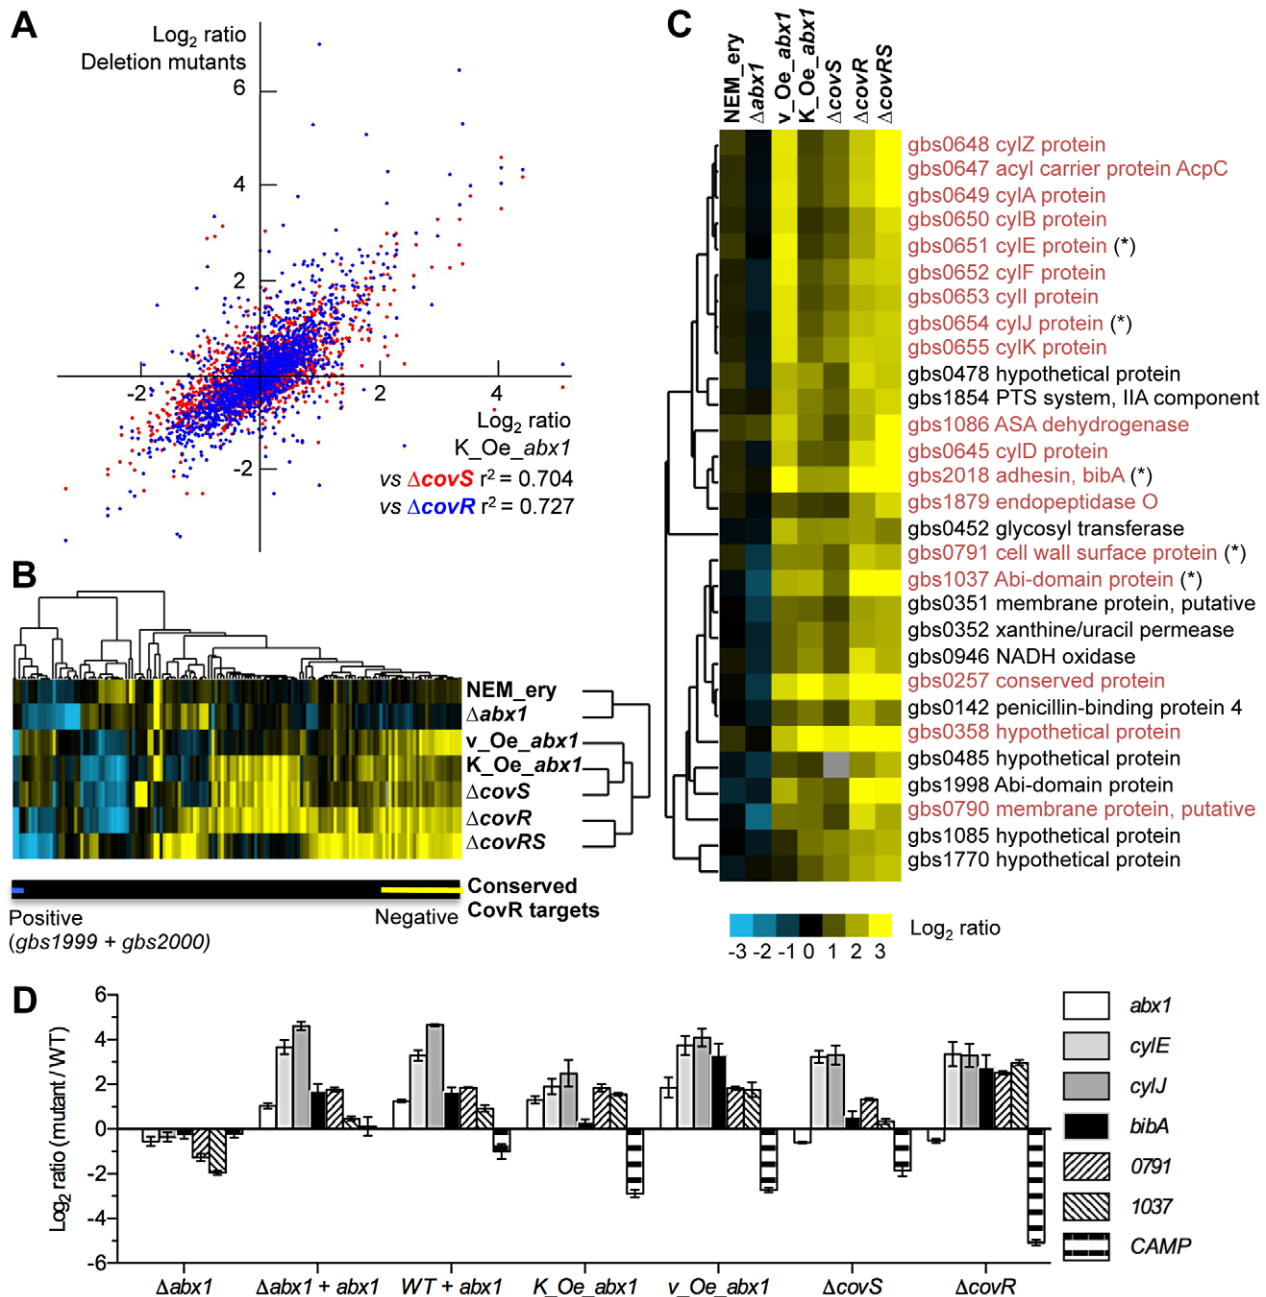 A
Log2 ratio
Deletion mutants
6
4
2
-2
2
4
-2
Log2 ratio
K_Oe_abx1
vs ΔcovS r2 = 0.704
vs ΔcovR r2 = 0.727
B
NEM_ery
Δabx1
v_Oe_abx1
K_Oe_abx1
ΔcovS
ΔcovR
ΔcovRS
Conserved
CovR targets
Positive
(gbs1999 + gbs2000)
Negative
C
NEM_ery
Δabx1
v_Oe_abx1
K_Oe_abx1
ΔcovS
ΔcovR
ΔcovRS
gbs0648 cylZ protein
gbs0647 acyl carrier protein AcpC
gbs0649 cylA protein
gbs0650 cylB protein
gbs0651 cylE protein (*)
gbs0652 cylF protein
gbs0653 cylI protein
gbs0654 cylJ protein (*)
gbs0655 cylK protein
gbs0478 hypothetical protein
gbs1854 PTS system, IIA component
gbs1086 ASA dehydrogenase
gbs0645 cylD protein
gbs2018 adhesin, bibA (*)
gbs1879 endopeptidase O
gbs0452 glycosyl transferase
gbs0791 cell wall surface protein (*)
gbs1037 Abi-domain protein (*)
gbs0351 membrane protein, putative
gbs0352 xanthine/uracil permease
gbs0946 NADH oxidase
gbs0257 conserved protein
gbs0142 penicillin-binding protein 4
gbs0358 hypothetical protein
gbs0485 hypothetical protein
gbs1998 Abi-domain protein
gbs0790 membrane protein, putative
gbs1085 hypothetical protein
gbs1770 hypothetical protein
-3 -2 -1 0 1 2 3
Log2 ratio
D
Log2 ratio (mutant / WT)
6
4
2
0
-2
-4
-6
Δabx1
Δabx1 + abx1
WT + abx1
K_Oe_abx1
v_Oe_abx1
ΔcovS
ΔcovR
abx1
cylE
cylJ
bibA
0791
1037
CAMP